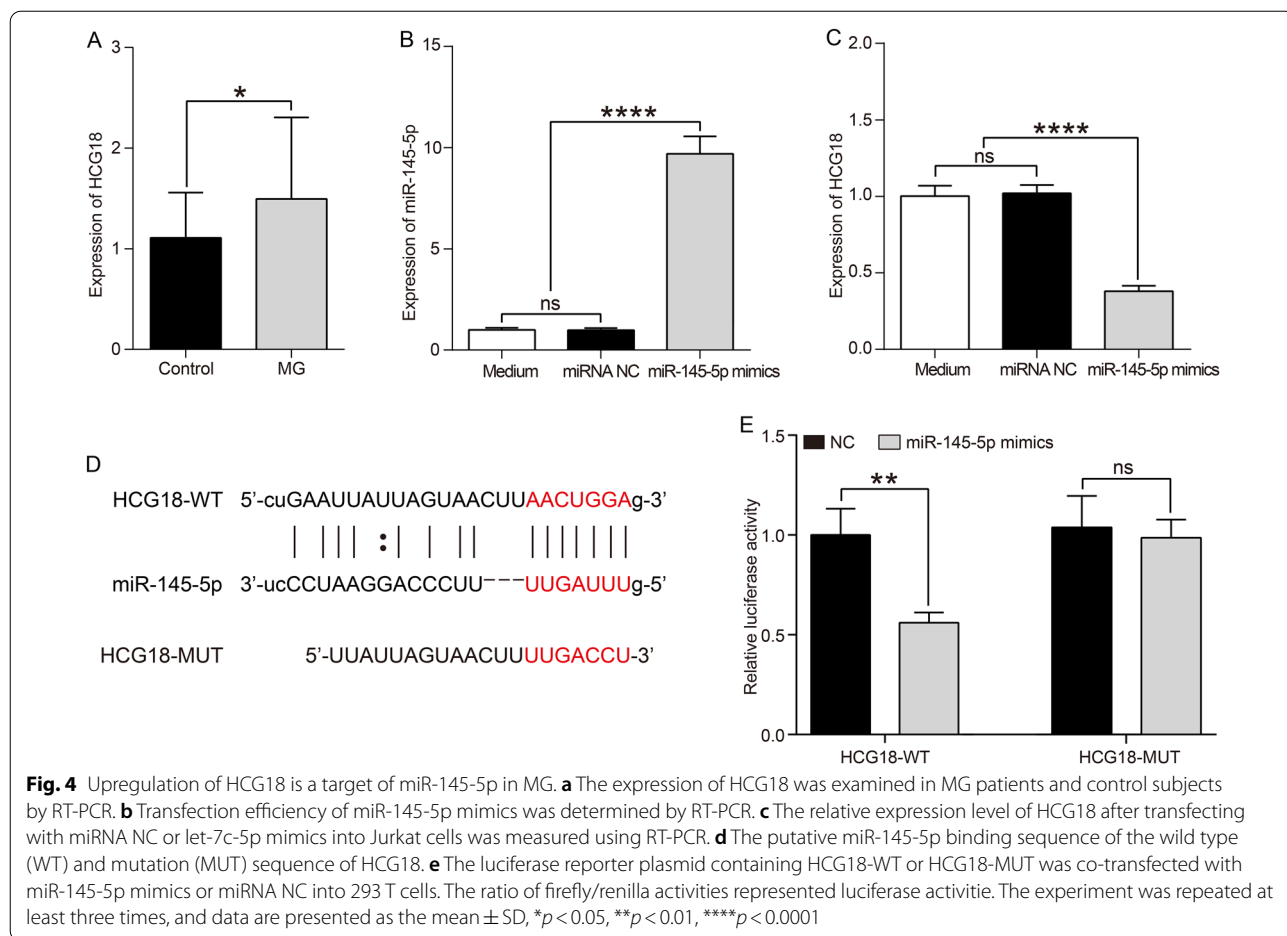 A
Expression of HCG18
3
2
1
0
*
Control
MG
B
Expression of miR-145-5p
15
10
5
0
****
ns
Medium
miRNA NC
miR-145-5p mimics
C
Expression of HCG18
2.0
1.5
1.0
0.5
0.0
****
ns
Medium
miRNA NC
miR-145-5p mimics
D
HCG18-WT 5’-cuGAAUUAUUAGUAACUUAACUGGAg-3’
miR-145-5p 3’-ucCCUAAGGACCCUU---UUGAUUUg-5’
HCG18-MUT 5’-UUAUUAGUAACUUUUGACCU-3’
E
NC miR-145-5p mimics
Relative luciferase activity
1.5
1.0
0.5
0.0
**
ns
HCG18-WT
HCG18-MUT
Fig. 4 Upregulation of HCG18 is a target of miR-145-5p in MG. a The expression of HCG18 was examined in MG patients and control subjects
by RT-PCR. b Transfection efficiency of miR-145-5p mimics was determined by RT-PCR. c The relative expression level of HCG18 after transfecting
with miRNA NC or let-7c-5p mimics into Jurkat cells was measured using RT-PCR. d The putative miR-145-5p binding sequence of the wild type
(WT) and mutation (MUT) sequence of HCG18. e The luciferase reporter plasmid containing HCG18-WT or HCG18-MUT was co-transfected with
miR-145-5p mimics or miRNA NC into 293 T cells. The ratio of firefly/renilla activities represented luciferase activitie. The experiment was repeated at
least three times, and data are presented as the mean ± SD, *p < 0.05, **p < 0.01, ****p < 0.0001